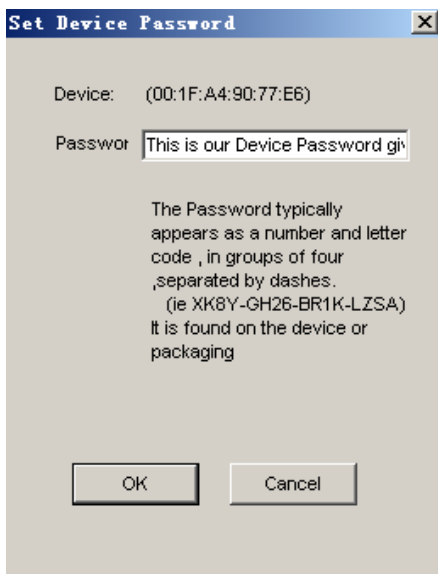 Set Device Password
Device: (00:1F:A4:90:77:E6)
Passwor This is our Device Password giv
The Password typically
appears as a number and letter
code , in groups of four
,separated by dashes.
(ie XK8Y-GH26-BR1K-LZSA)
It is found on the device or
packaging
OK Cancel